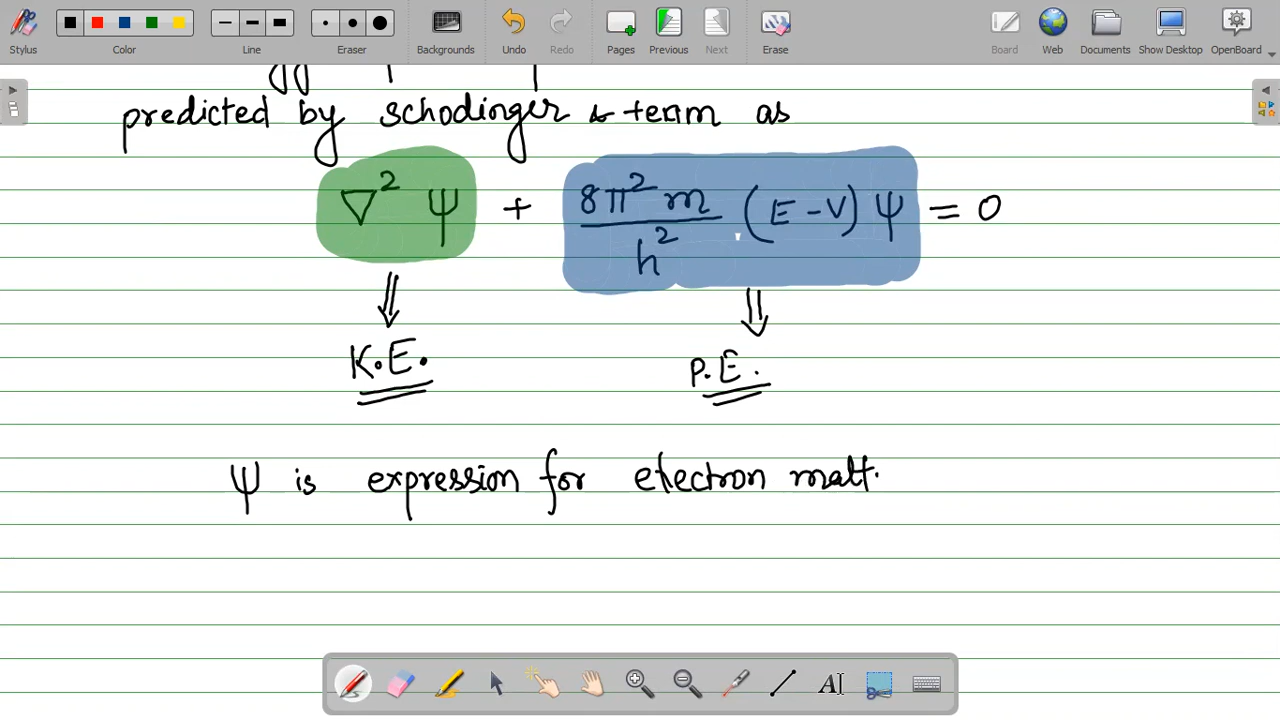 Stylus Color Line Eraser Backgrounds Undo Redo Pages Previous Next Erase Board Web Documents Show Desktop OpenBoard
predicted by schodinger & term as
∇² ψ + 8π²m/h² (E-V) ψ = 0
K.E. P.E.
ψ is expression for electron matt.